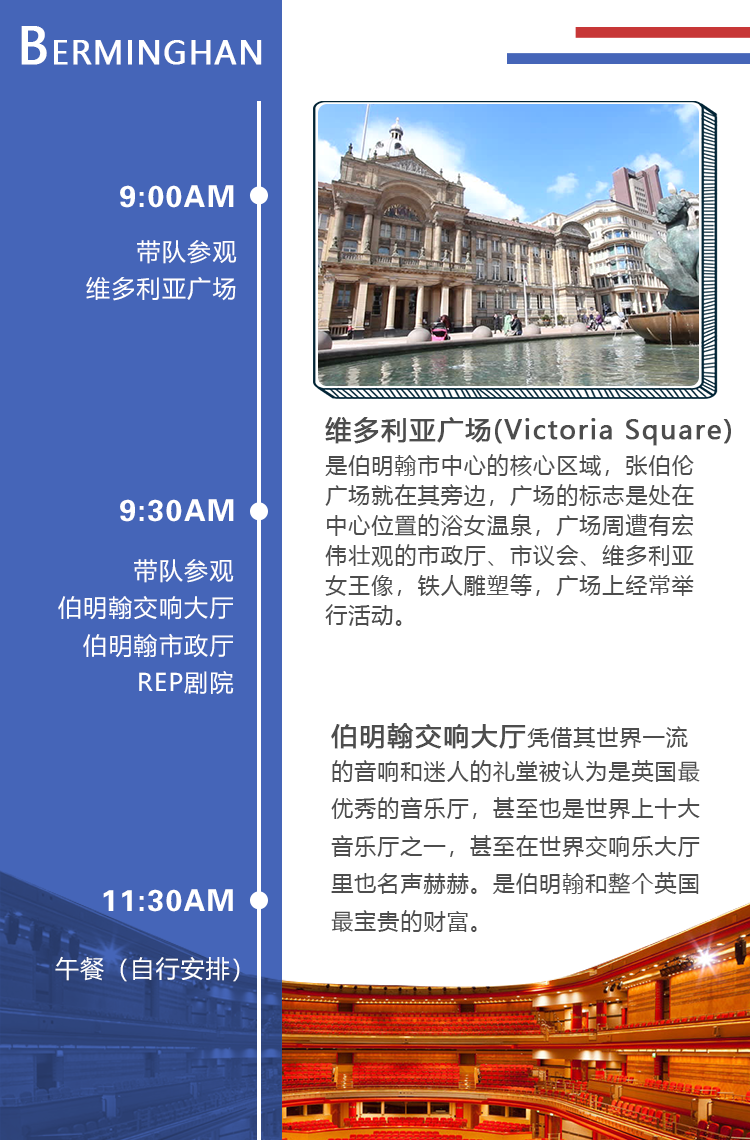 BERMINGHAN
9:00AM
带队参观
维多利亚广场
维多利亚广场(Victoria Square)
是伯明翰市中心的核心区域，张伯伦
广场就在其旁边，广场的标志是处在
中心位置的浴女温泉，广场周遭有宏
伟壮观的市政厅、市议会、维多利亚
女王像，铁人雕塑等，广场上经常举
行活动。
9:30AM
带队参观
伯明翰交响大厅
伯明翰市政厅
REP剧院
伯明翰交响大厅凭借其世界一流
的音响和迷人的礼堂被认为是英国最
优秀的音乐厅，甚至也是世界上十大
音乐厅之一，甚至在世界交响乐大厅
里也名声赫赫。是伯明翰和整个英国
最宝贵的财富。
11:30AM
午餐（自行安排）